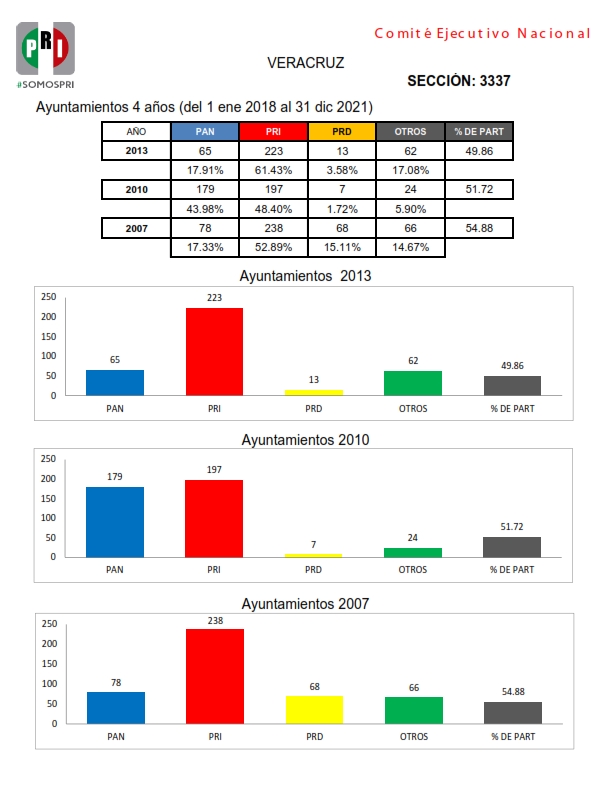 Comité Ejecutivo Nacional
PRI
#SOMOSPRI
VERACRUZ
SECCIÓN: 3337
Ayuntamientos 4 años (del 1 ene 2018 al 31 dic 2021)
AÑO PAN PRI PRD OTROS % DE PART
2013 65 223 13 62 49.86
17.91% 61.43% 3.58% 17.08%
2010 179 197 7 24 51.72
43.98% 48.40% 1.72% 5.90%
2007 78 238 68 66 54.88
17.33% 52.89% 15.11% 14.67%
Ayuntamientos 2013
250
200
150
100
50
0
65 223 13 62 49.86
PAN PRI PRD OTROS % DE PART
Ayuntamientos 2010
250
200
150
100
50
0
179 197 7 24 51.72
PAN PRI PRD OTROS % DE PART
Ayuntamientos 2007
250
200
150
100
50
0
78 238 68 66 54.88
PAN PRI PRD OTROS % DE PART